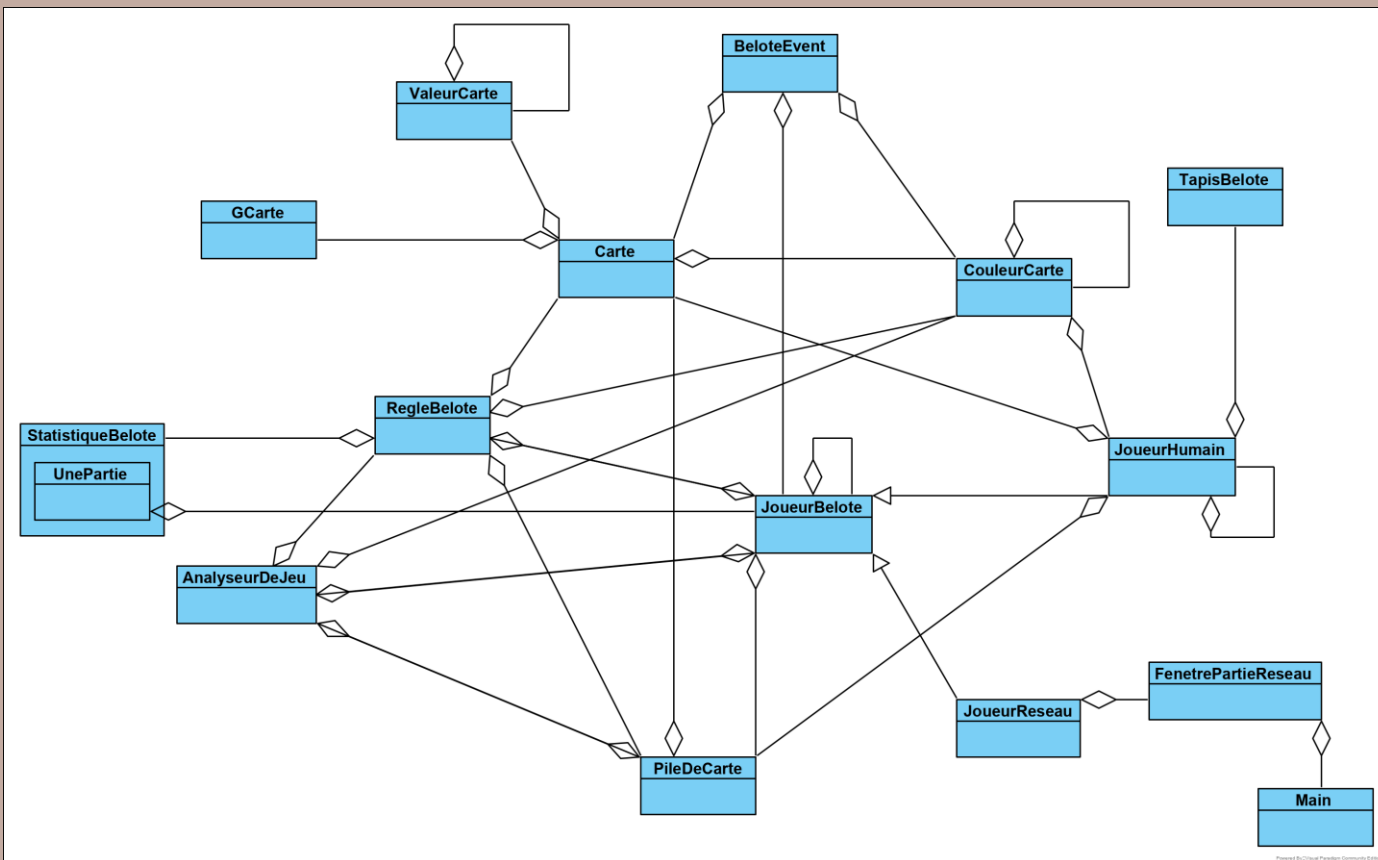 BeloteEvent
ValeurCarte
TapisBelote
GCarte
Carte
CouleurCarte
RegleBelote
StatistiqueBelote
UnePartie
JoueurHumain
JoueurBelote
AnalyseurDeJeu
FenetrePartieReseau
JoueurReseau
PileDeCarte
Main